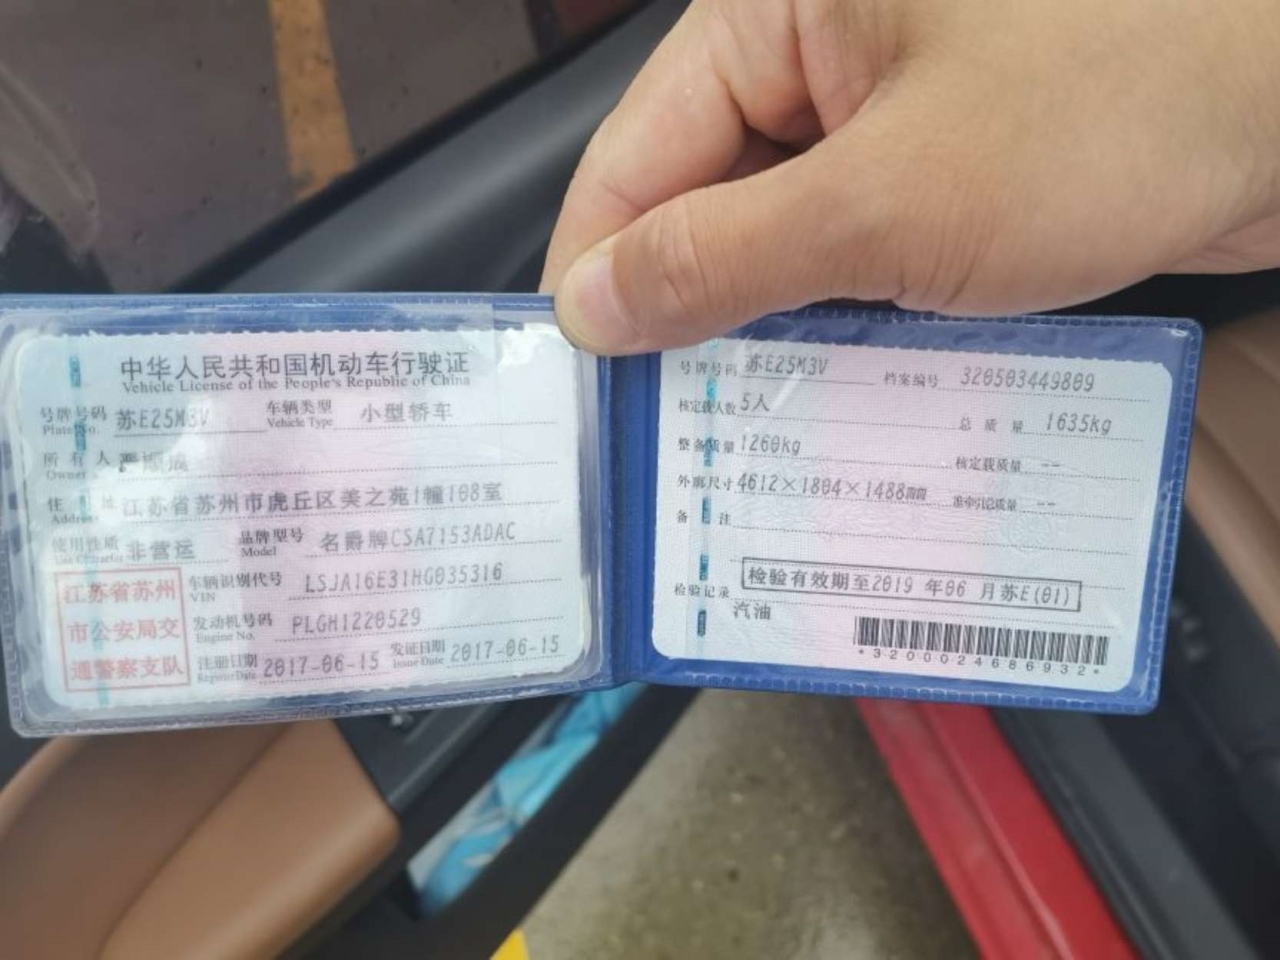 中华人民共和国机动车行驶证
Vehicle License of the People's Republic of China
号牌号码 苏E25M3V 车辆类型 小型轿车
Plate No. Vehicle Type
所有人
Owner
住址 江苏省苏州市虎丘区美之苑1幢108室
Address
使用性质 非营运 品牌型号 名爵牌CSA7153ADAC
Use Character Model
江苏省苏州
市公安局交
通警察支队
车辆识别代号 LSJA16E31HG035316
VIN
发动机号码 PLGH1220529
Engine No.
注册日期 2017-06-15 发证日期 2017-06-15
Register Date Issue Date
号牌号码 苏E25M3V 档案编号 320503449809
核定载人数 5人 总质量 1635kg
整备质量 1260kg 核定载质量 --
外廓尺寸 4612×1804×1488mm 准牵引总质量 --
备注
检验有效期至2019 年06 月苏E(01)
检验记录
汽油
*3200024686932*